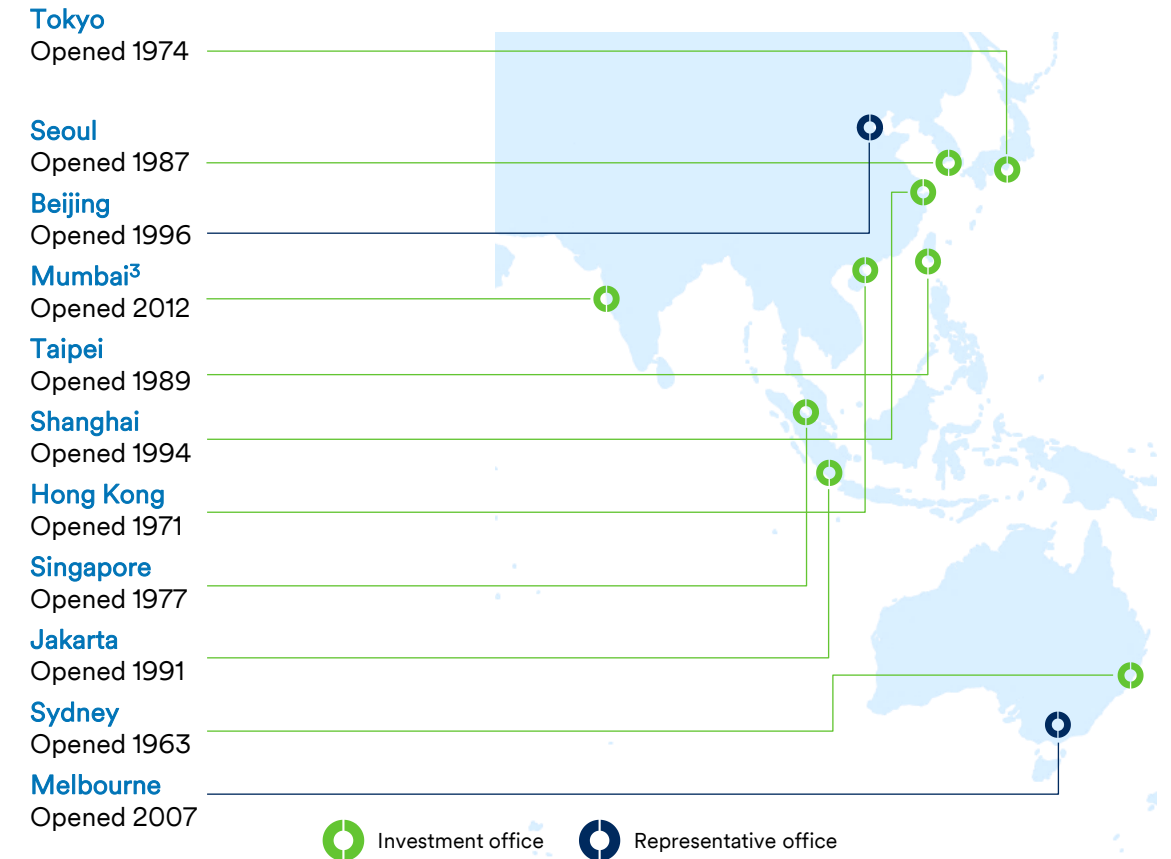 Tokyo
Opened 1974
Seoul
Opened 1987
Beijing
Opened 1996
Mumbai³
Opened 2012
Taipei
Opened 1989
Shanghai
Opened 1994
Hong Kong
Opened 1971
Singapore
Opened 1977
Jakarta
Opened 1991
Sydney
Opened 1963
Melbourne
Opened 2007
Investment office
Representative office